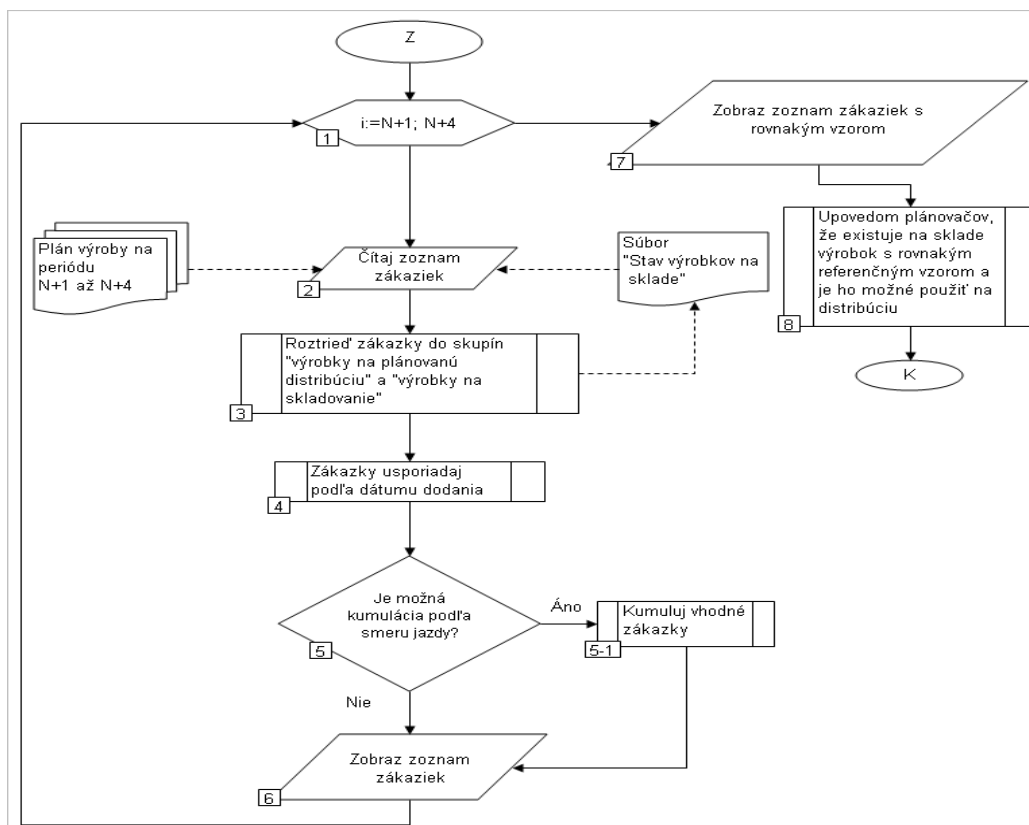 Z
i:=N+1; N+4
1
Zobraz zoznam zákaziek s
rovnakým vzorom
7
Plán výroby na
periódu
N+1 až N+4
Čítaj zoznam
zákaziek
2
Súbor
"Stav výrobkov na
sklade"
Upovedom plánovačov,
že existuje na sklade
výrobok s rovnakým
referenčným vzorom a
je ho možné použiť na
distribúciu
8
K
Roztrieď zákazky do skupín
"výrobky na plánovanú
distribúciu" a "výrobky na
skladovanie"
3
Zákazky usporiadaj
podľa dátumu dodania
4
Je možná
kumulácia podľa
smeru jazdy?
5
Áno
Kumuluj vhodné
zákazky
5-1
Nie
Zobraz zoznam
zákaziek
6